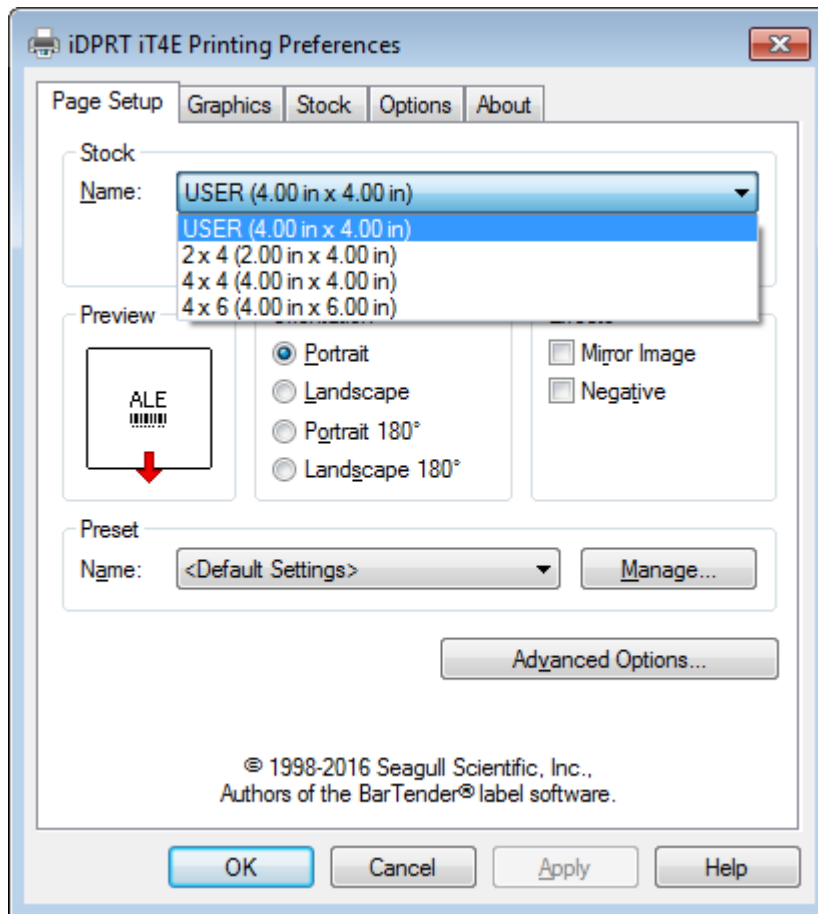 iDPRT iT4E Printing Preferences
Page Setup Graphics Stock Options About
Stock
Name: USER (4.00 in x 4.00 in)
USER (4.00 in x 4.00 in)
2 x 4 (2.00 in x 4.00 in)
4 x 4 (4.00 in x 4.00 in)
4 x 6 (4.00 in x 6.00 in)
Preview
ALE
Portrait
Landscape
Portrait 180°
Landscape 180°
Mirror Image
Negative
Preset
Name: <Default Settings> Manage...
Advanced Options...
© 1998-2016 Seagull Scientific, Inc.,
Authors of the BarTender® label software.
OK Cancel Apply Help